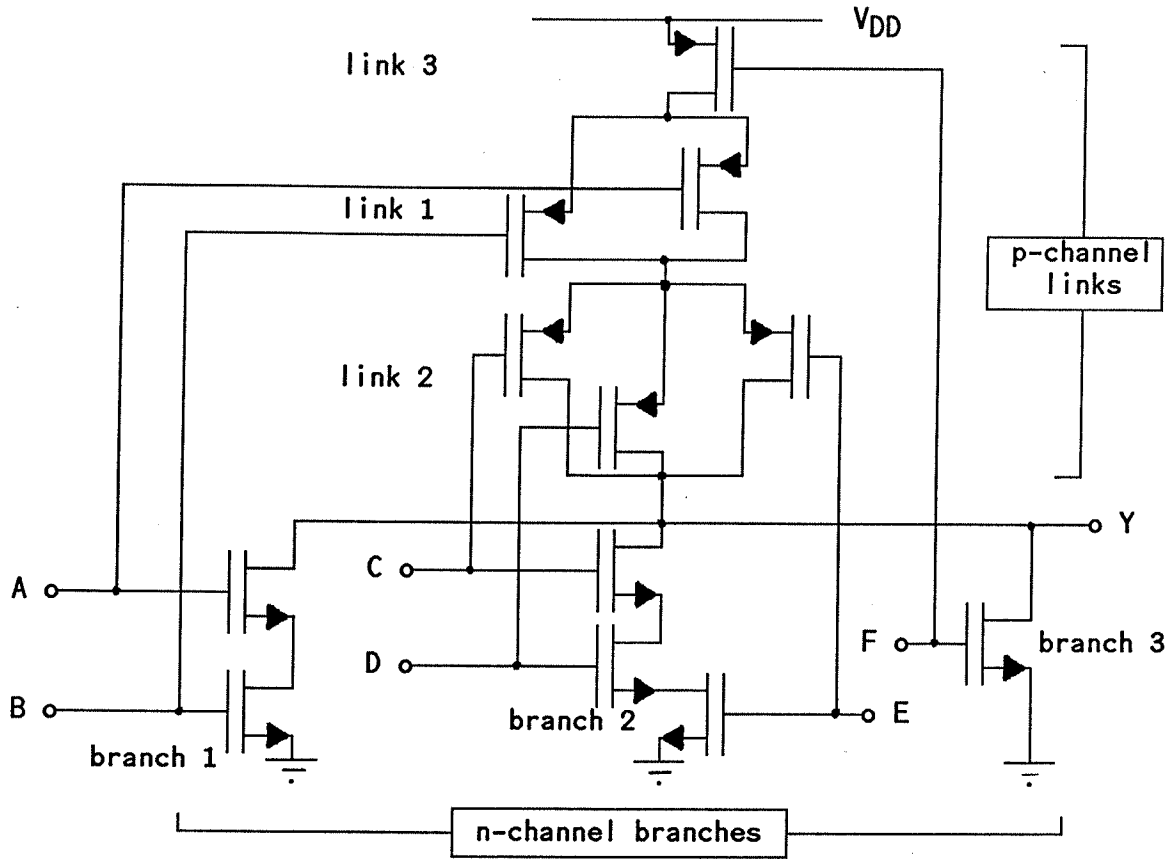 V_DD
link 3
link 1
p-channel
links
link 2
Y
A
C
F
branch 3
D
B
branch 2
E
branch 1
n-channel branches